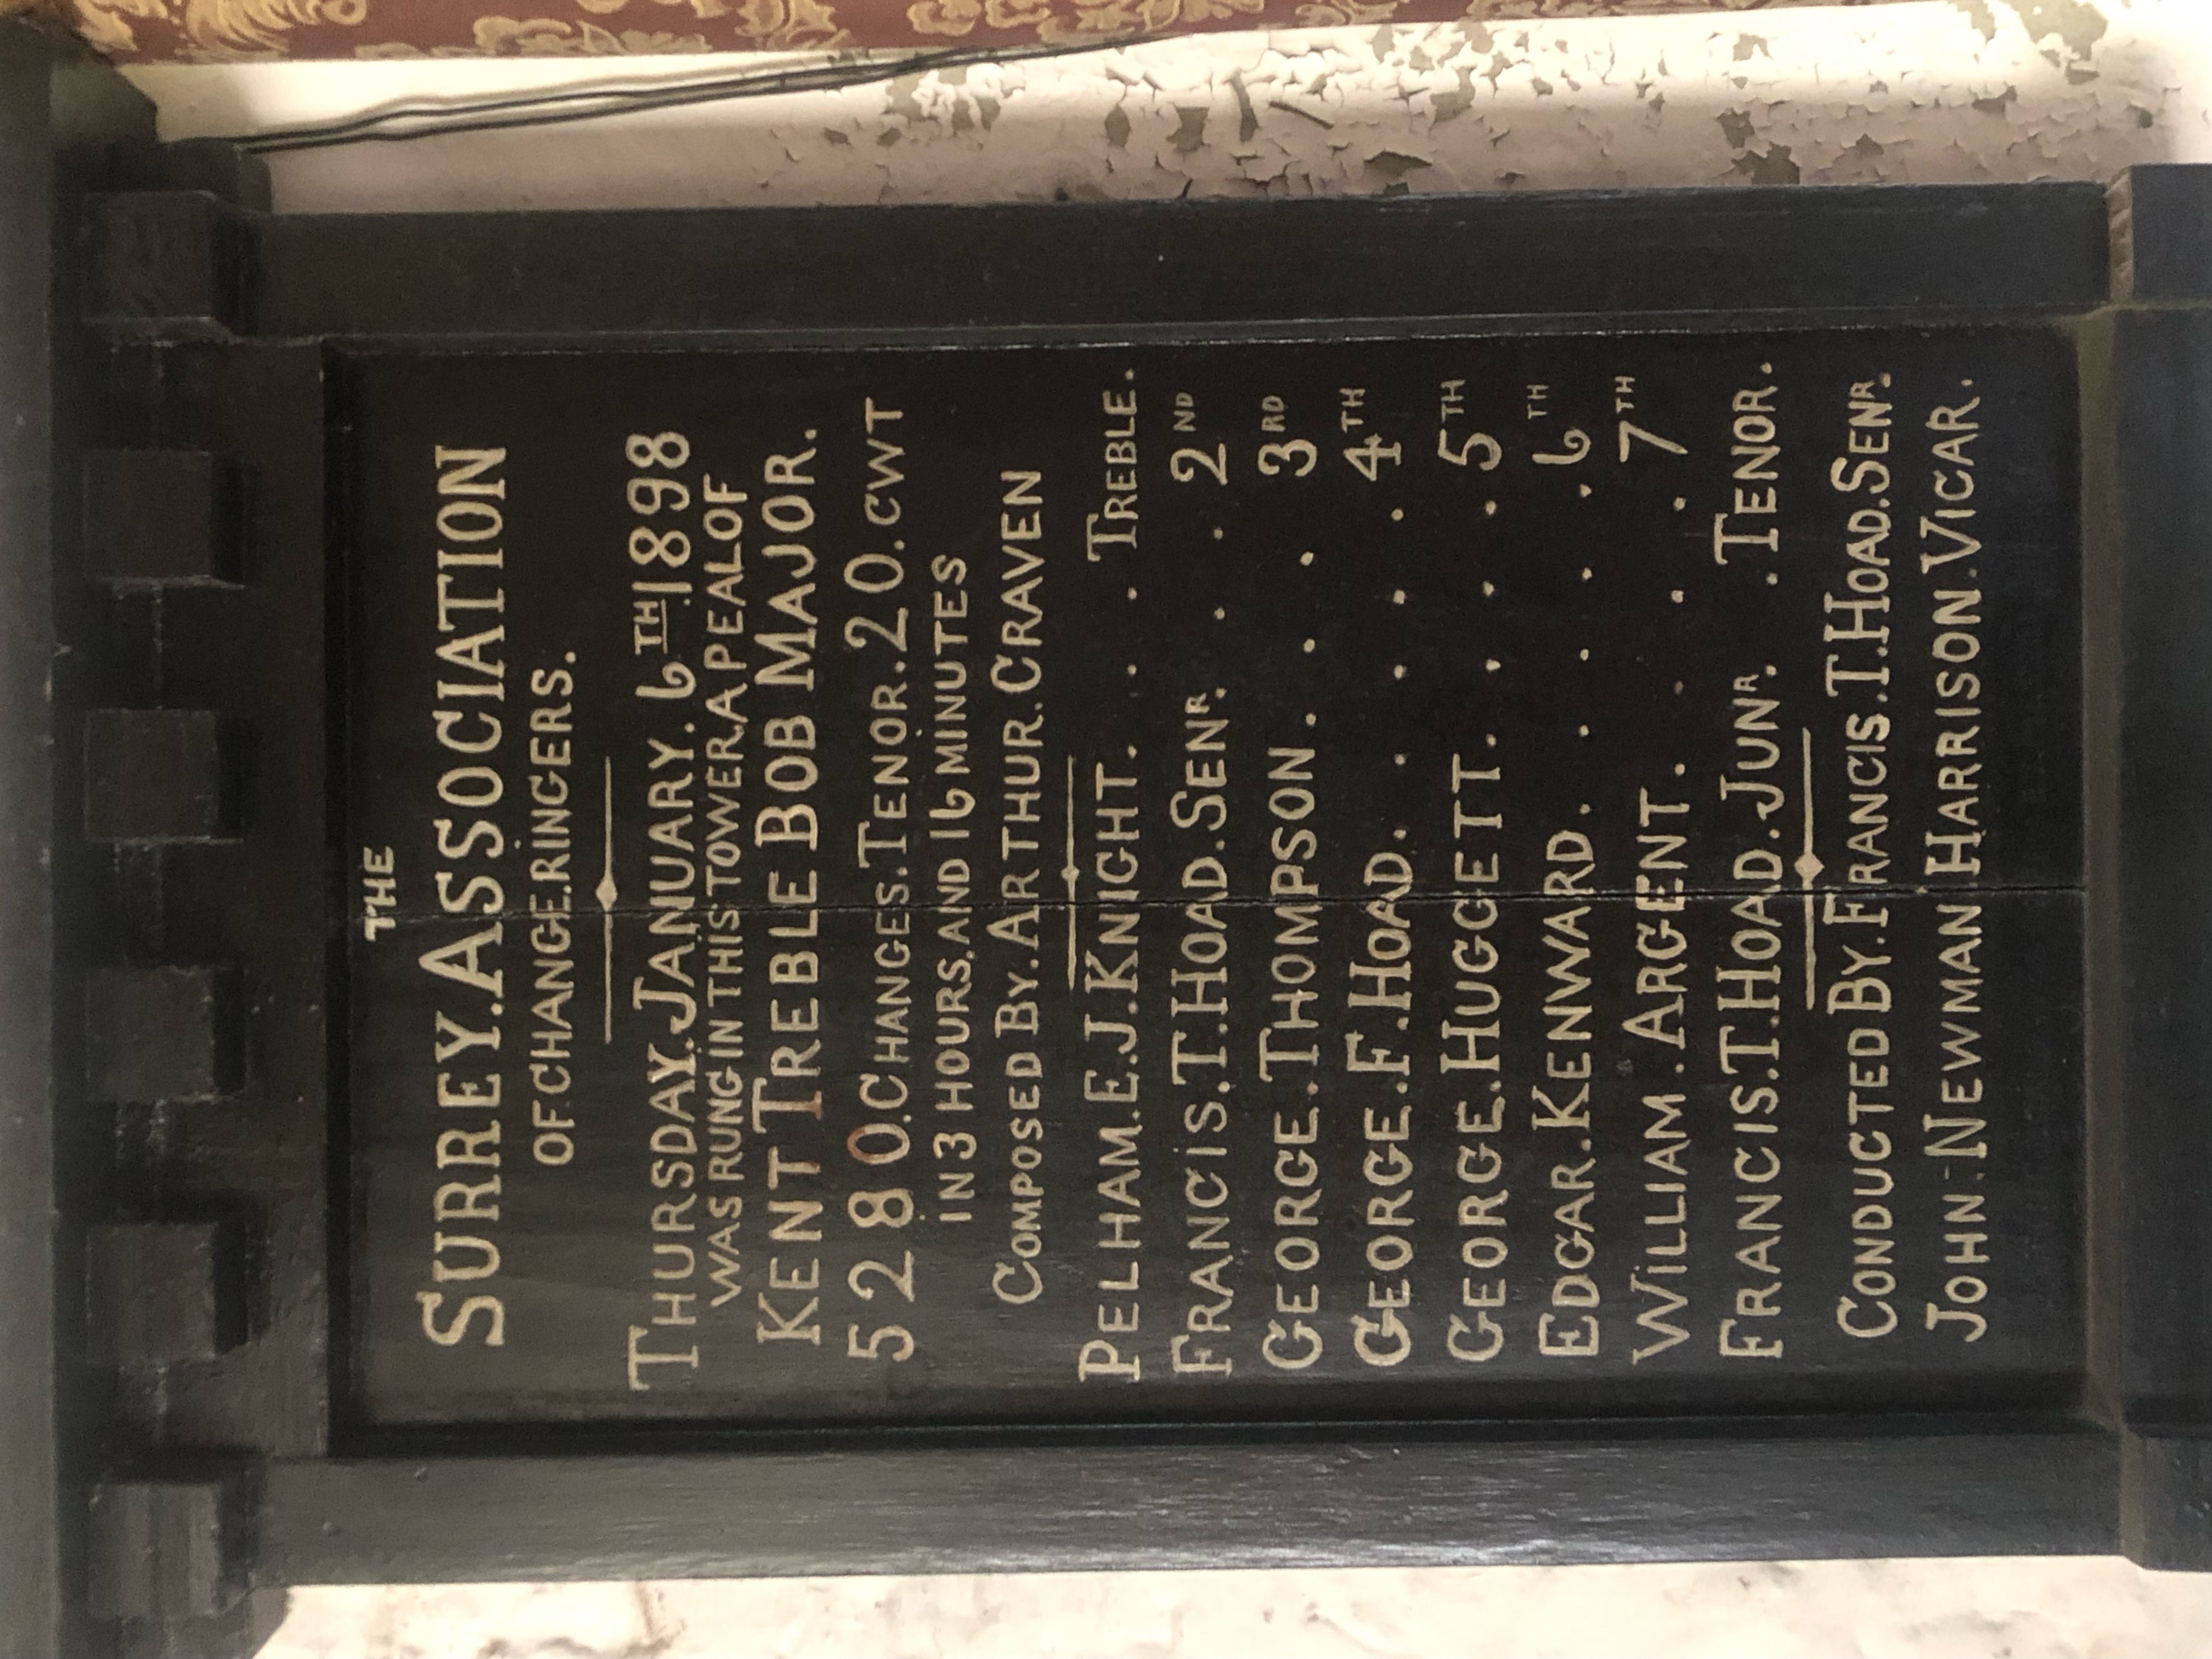 THE
SURREY.ASSOCIATION
OF.CHANGE.RINGERS.
THURSDAY.JANUARY.6TH.1898
WAS RUNG IN THIS TOWER.A PEAL OF
KENT TREBLE BOB MAJOR.
5280.CHANGES.TENOR.20.CWT
IN 3 HOURS.AND 16 MINUTES
COMPOSED BY.ARTHUR.CRAVEN
PELHAM.E.J.KNIGHT. . . . TREBLE.
FRANCIS.T.HOAD.SENR. . . 2ND
GEORGE.THOMPSON. . . . 3RD
GEORGE.F.HOAD. . . . . 4TH
GEORGE.HUGGETT. . . . 5TH
EDGAR.KENWARD. . . . . 6TH
WILLIAM.ARGENT. . . . 7TH
FRANCIS.T.HOAD.JUNR. . TENOR.
CONDUCTED BY.FRANCIS.T.HOAD.SENR.
JOHN.NEWMAN.HARRISON.VICAR.